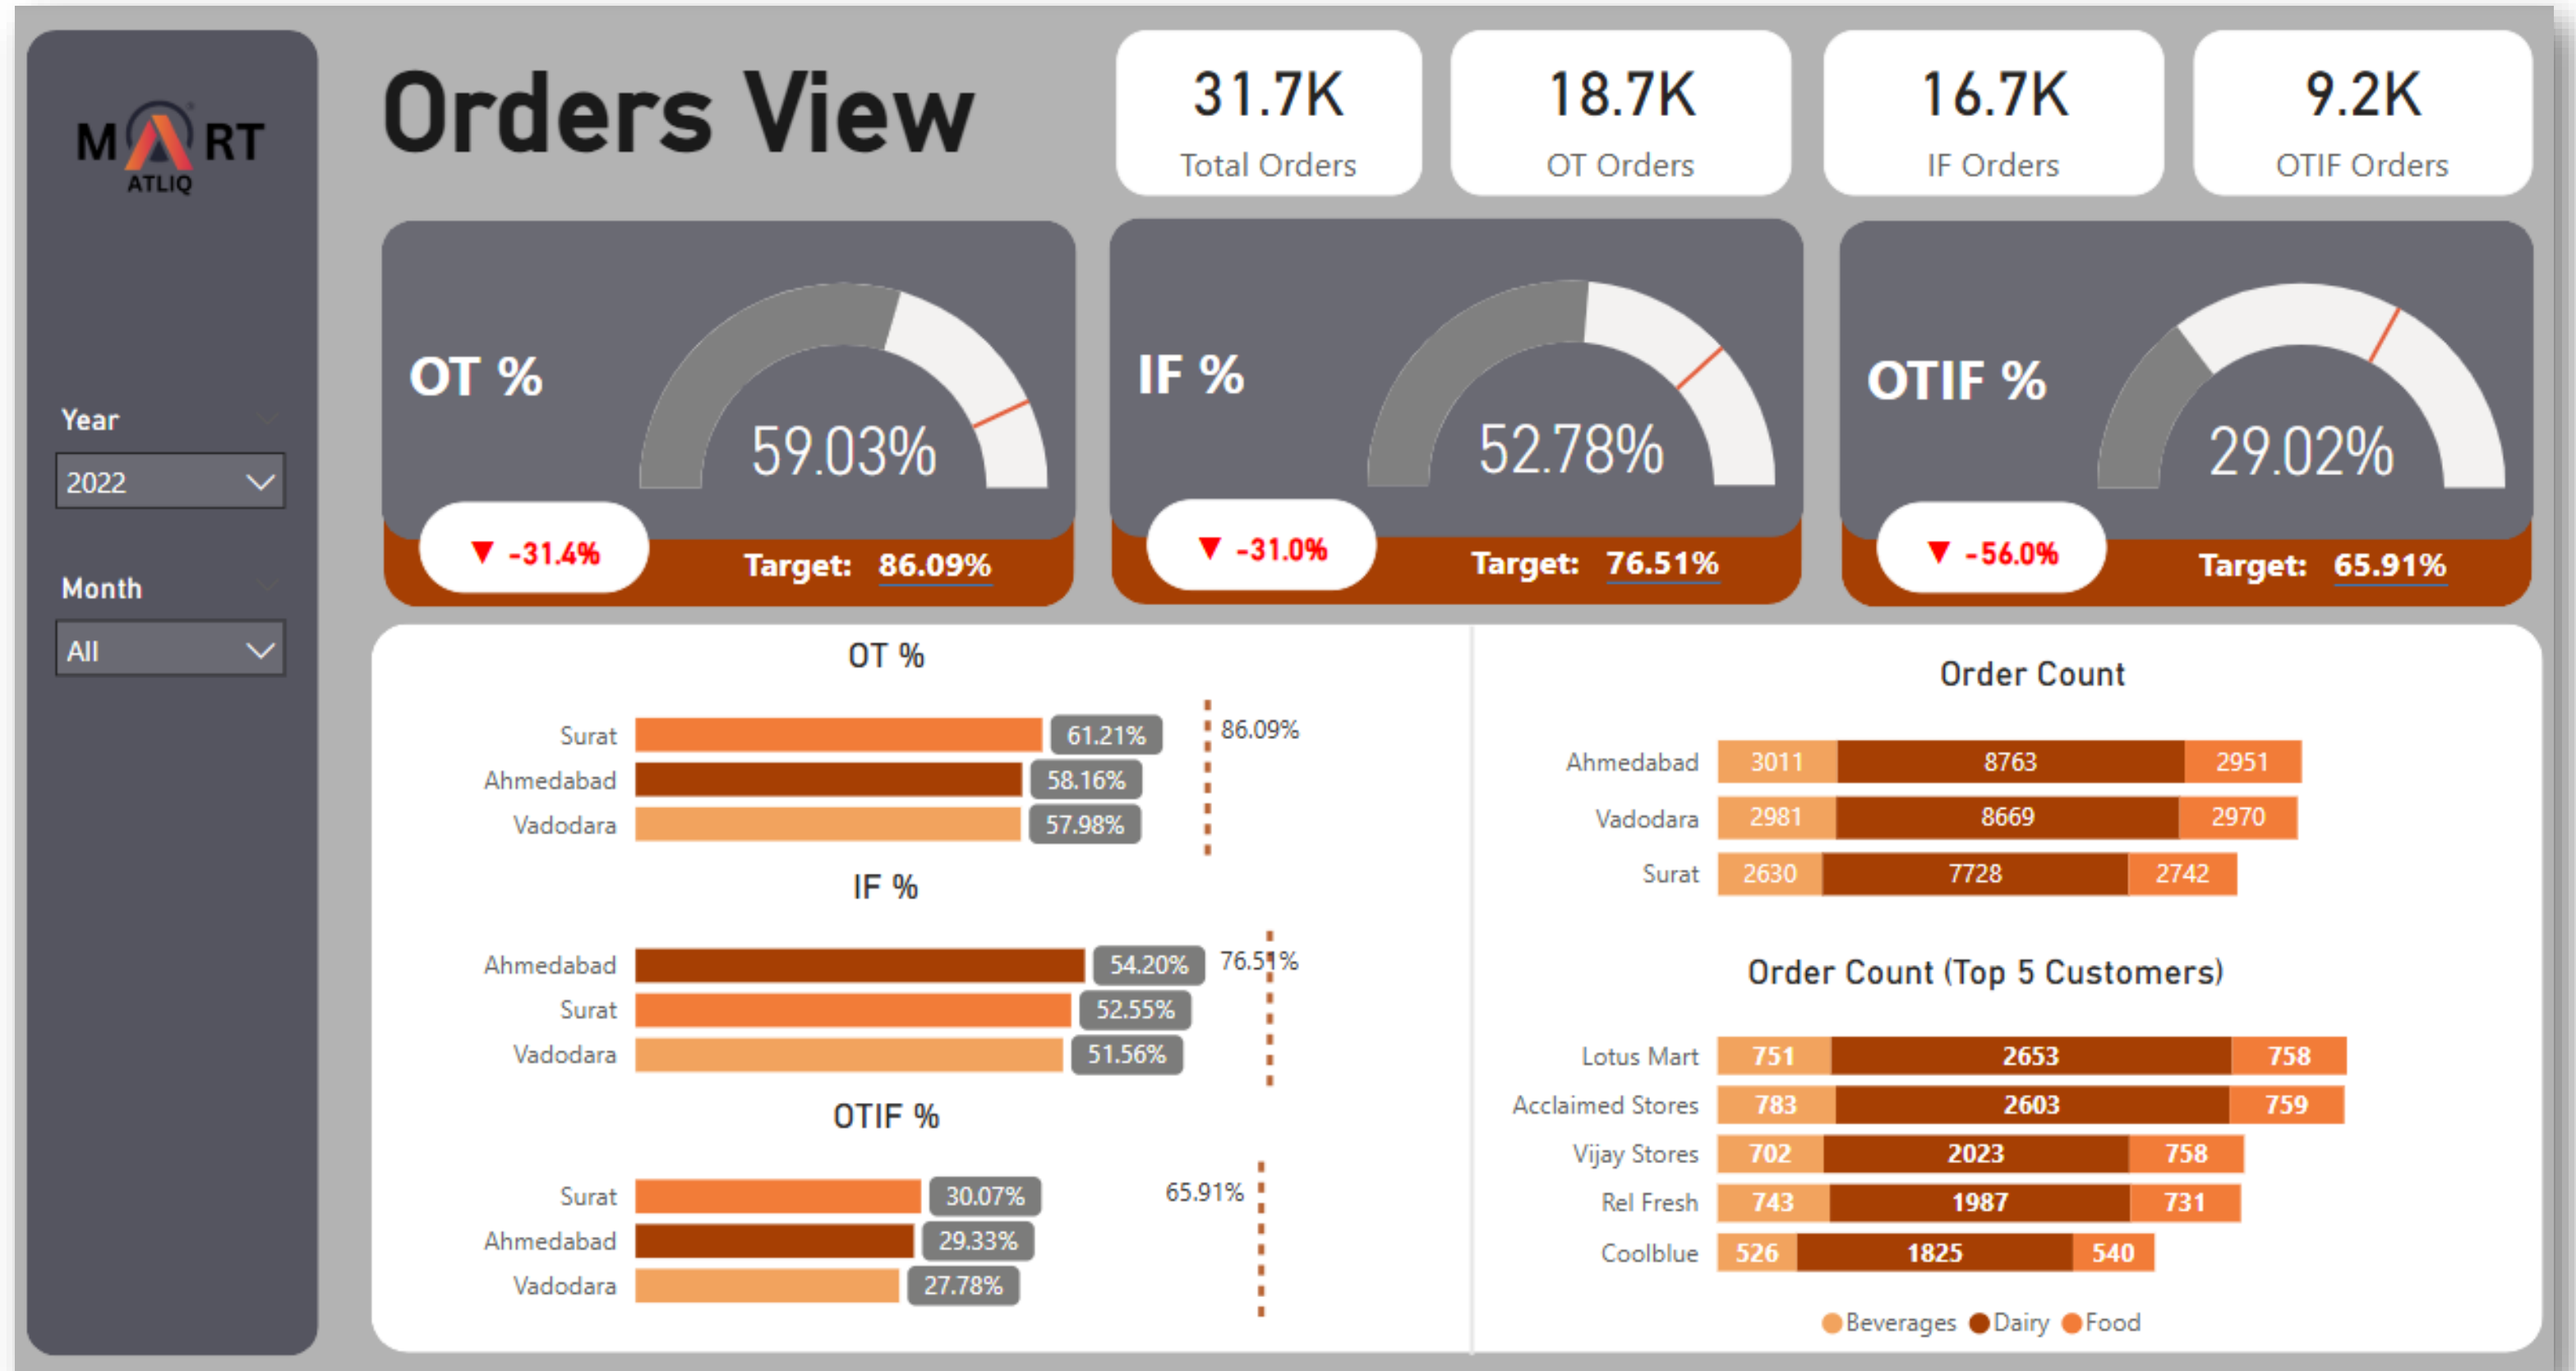 M RT
ATLIQ
Year
2022
Month
All
Orders View
31.7K
Total Orders
18.7K
OT Orders
16.7K
IF Orders
9.2K
OTIF Orders
OT %
59.03%
▼ -31.4%
Target: 86.09%
IF %
52.78%
▼ -31.0%
Target: 76.51%
OTIF %
29.02%
▼ -56.0%
Target: 65.91%
OT %
86.09%
Surat 61.21%
Ahmedabad 58.16%
Vadodara 57.98%
IF %
76.51%
Ahmedabad 54.20%
Surat 52.55%
Vadodara 51.56%
OTIF %
65.91%
Surat 30.07%
Ahmedabad 29.33%
Vadodara 27.78%
Order Count
Ahmedabad 3011 8763 2951
Vadodara 2981 8669 2970
Surat 2630 7728 2742
Order Count (Top 5 Customers)
Lotus Mart 751 2653 758
Acclaimed Stores 783 2603 759
Vijay Stores 702 2023 758
Rel Fresh 743 1987 731
Coolblue 526 1825 540
Beverages Dairy Food